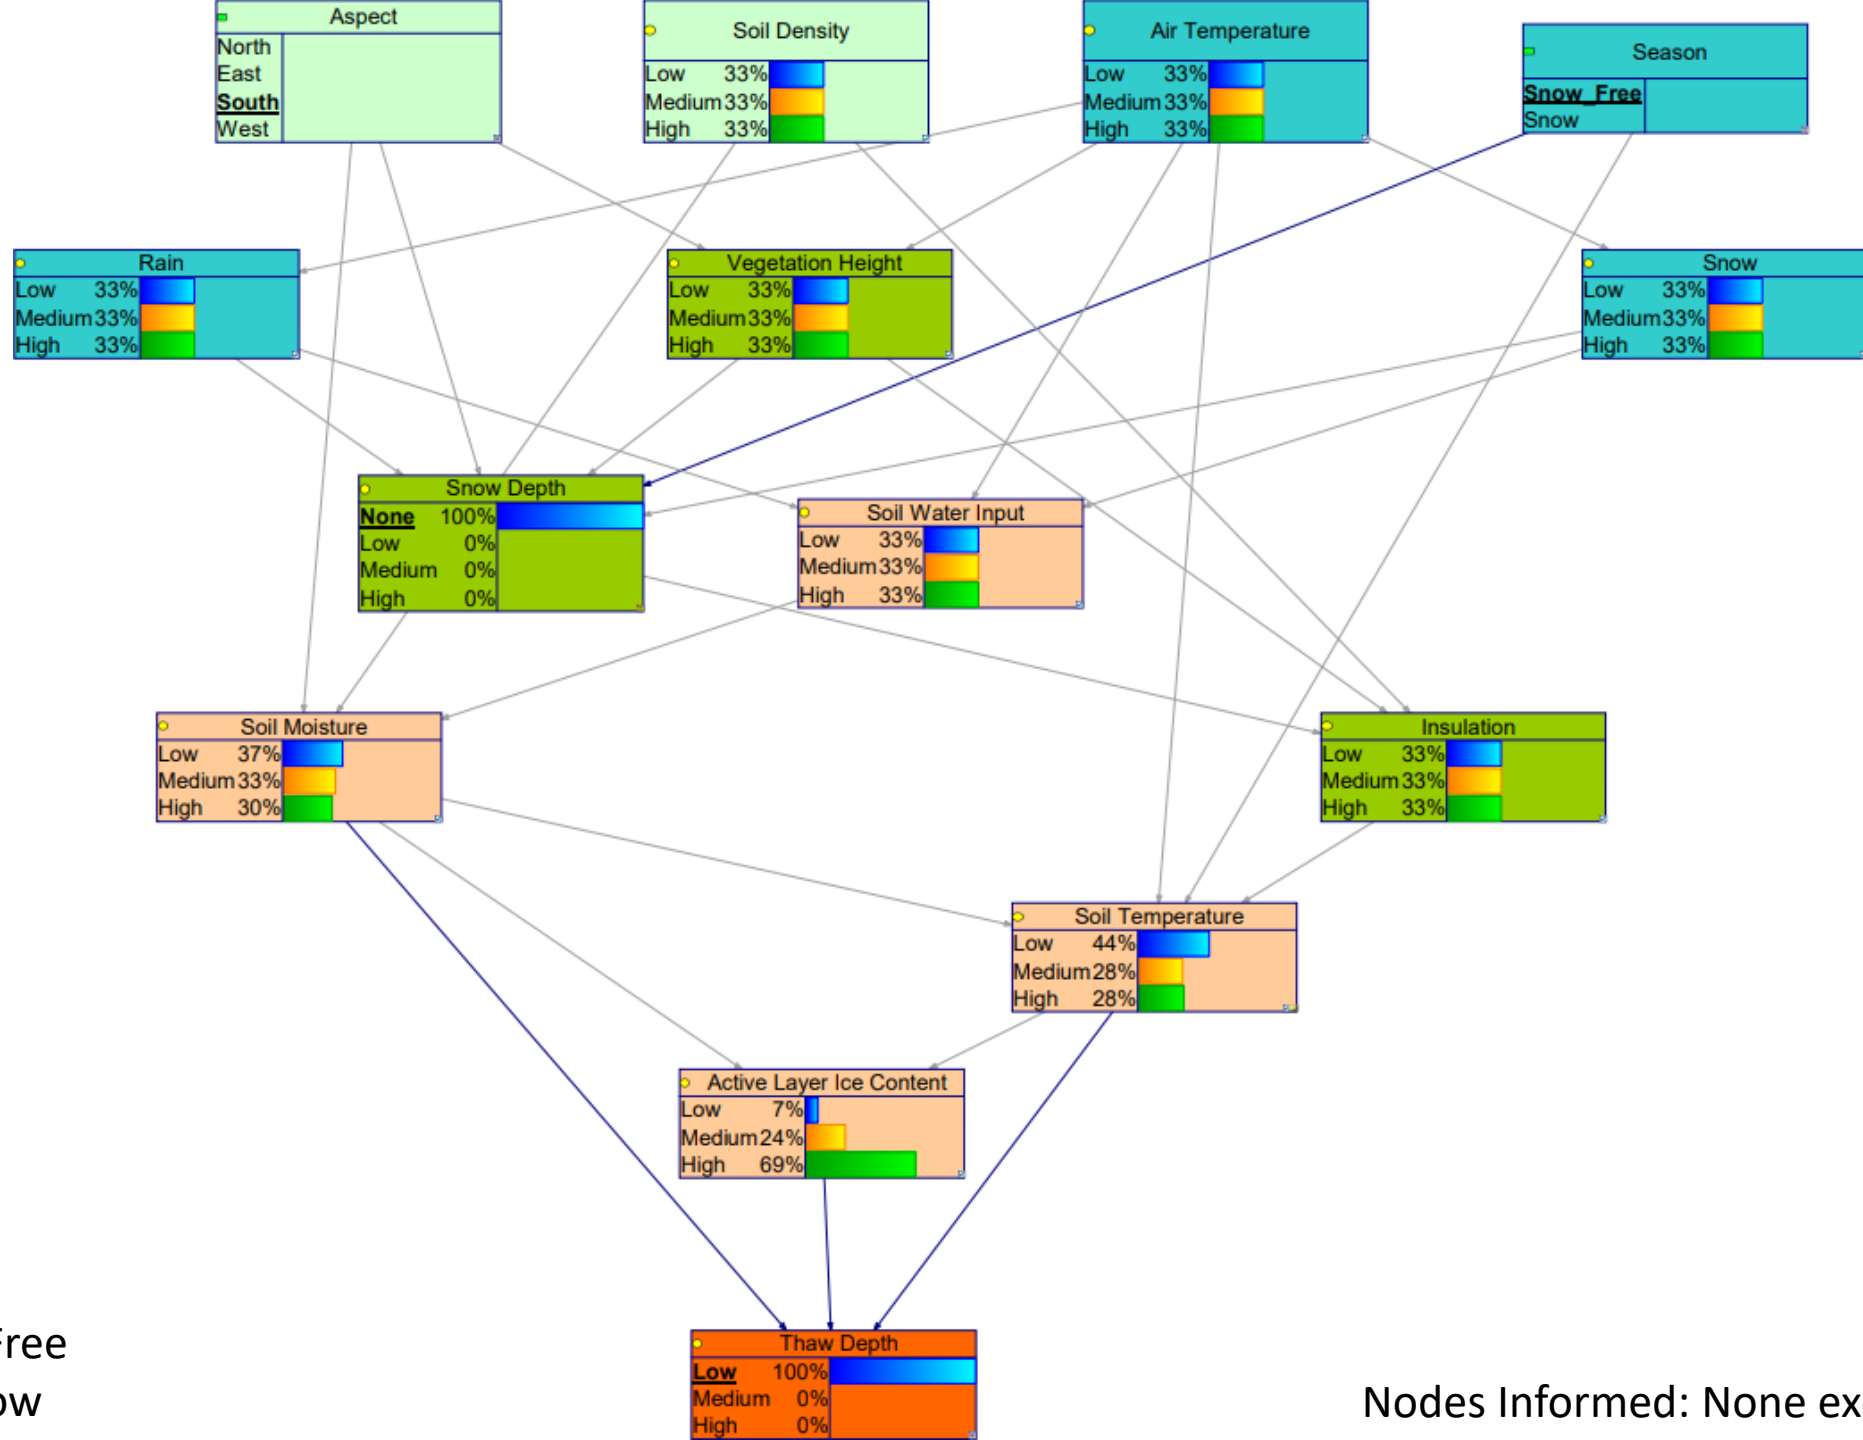 Aspect
North
East
South
West
Soil Density
Low 33%
Medium 33%
High 33%
Air Temperature
Low 33%
Medium 33%
High 33%
Season
Snow_Free
Snow
Rain
Low 33%
Medium 33%
High 33%
Vegetation Height
Low 33%
Medium 33%
High 33%
Snow
Low 33%
Medium 33%
High 33%
Snow Depth
None 100%
Low 0%
Medium 0%
High 0%
Soil Water Input
Low 33%
Medium 33%
High 33%
Soil Moisture
Low 37%
Medium 33%
High 30%
Insulation
Low 33%
Medium 33%
High 33%
Soil Temperature
Low 44%
Medium 28%
High 28%
Active Layer Ice Content
Low 7%
Medium 24%
High 69%
Thaw Depth
Low 100%
Medium 0%
High 0%
Nodes Informed: None